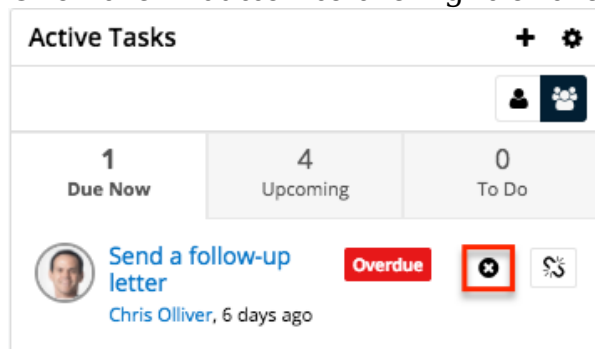 Active Tasks
1 4 0
Due Now Upcoming To Do
Send a follow-up Overdue
letter
Chris Olliver, 6 days ago